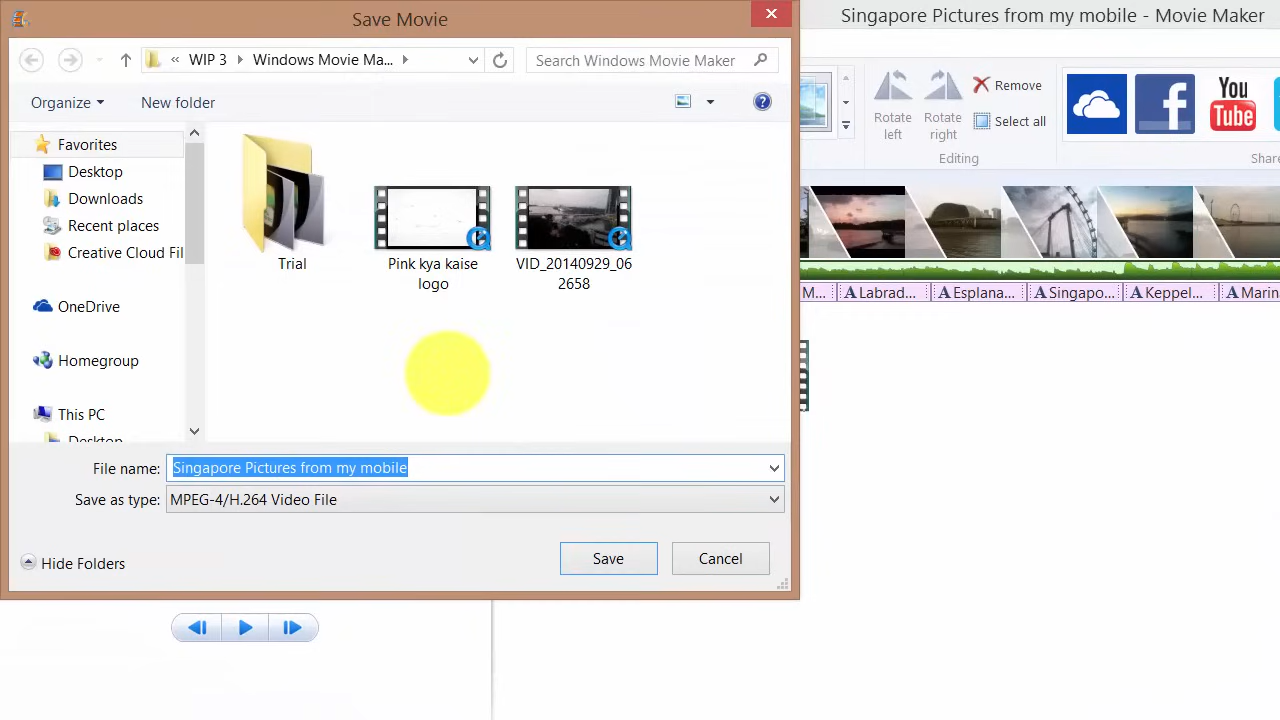 Save Movie
Singapore Pictures from my mobile - Movie Maker
« WIP 3 Windows Movie Ma...
Search Windows Movie Maker
Organize
New folder
Remove
Select all
Rotate left
Rotate right
Editing
You
Tube
f
Share
Favorites
Desktop
Downloads
Recent places
Creative Cloud Fil
OneDrive
Homegroup
This PC
Desktop
Trial
Pink kya kaise
logo
VID_20140929_06
2658
M...
A Labrad...
A Esplana...
A Singapo...
A Keppel...
A Marin
File name: Singapore Pictures from my mobile
Save as type: MPEG-4/H.264 Video File
Hide Folders
Save
Cancel